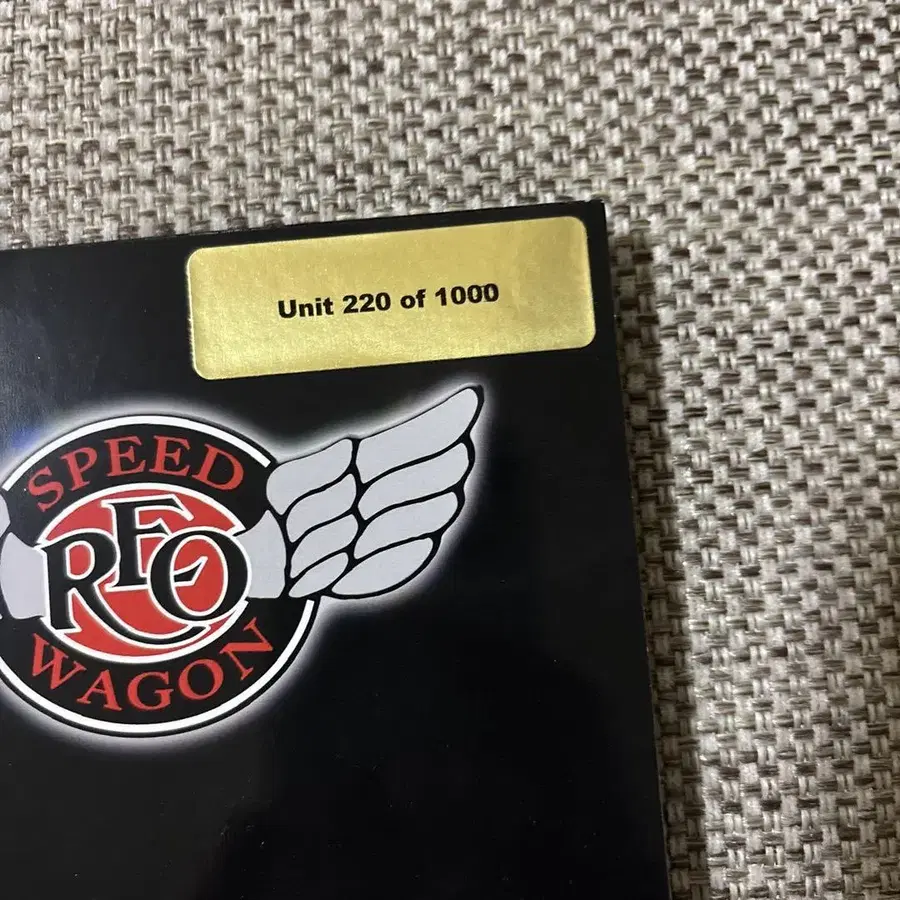 Unit 220 of 1000
SPEED
REO
WAGON